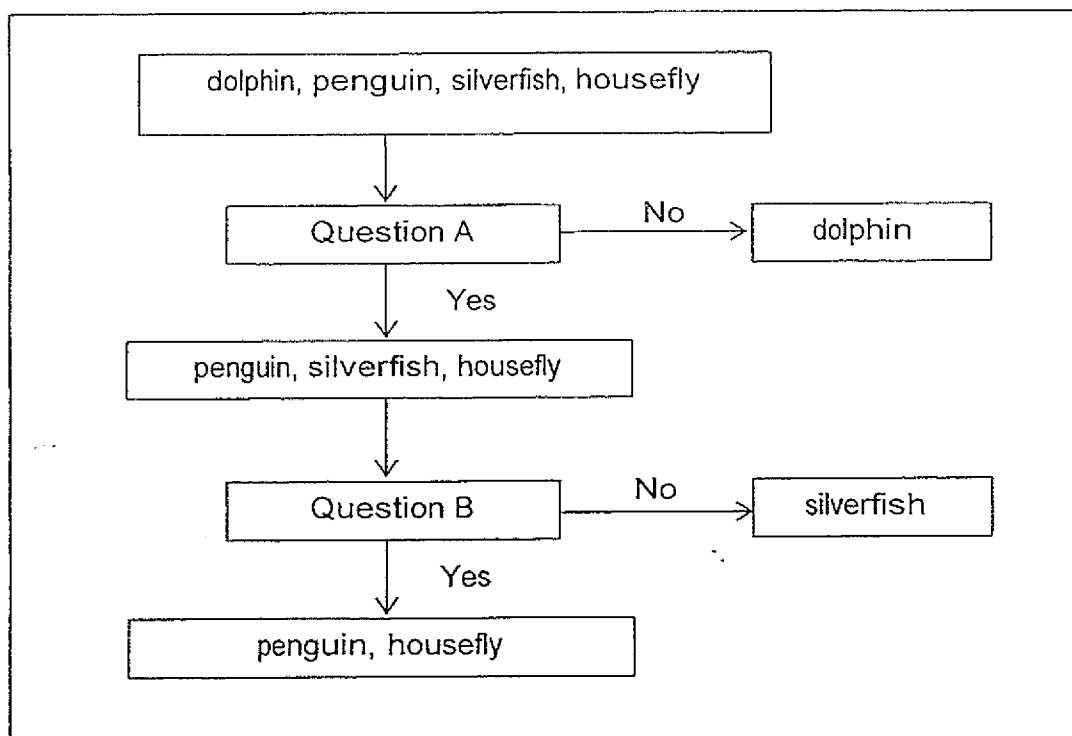 dolphin, penguin, silverfish, housefly
Question A
No
dolphin
Yes
penguin, silverfish, housefly
Question B
No
silverfish
Yes
penguin, housefly